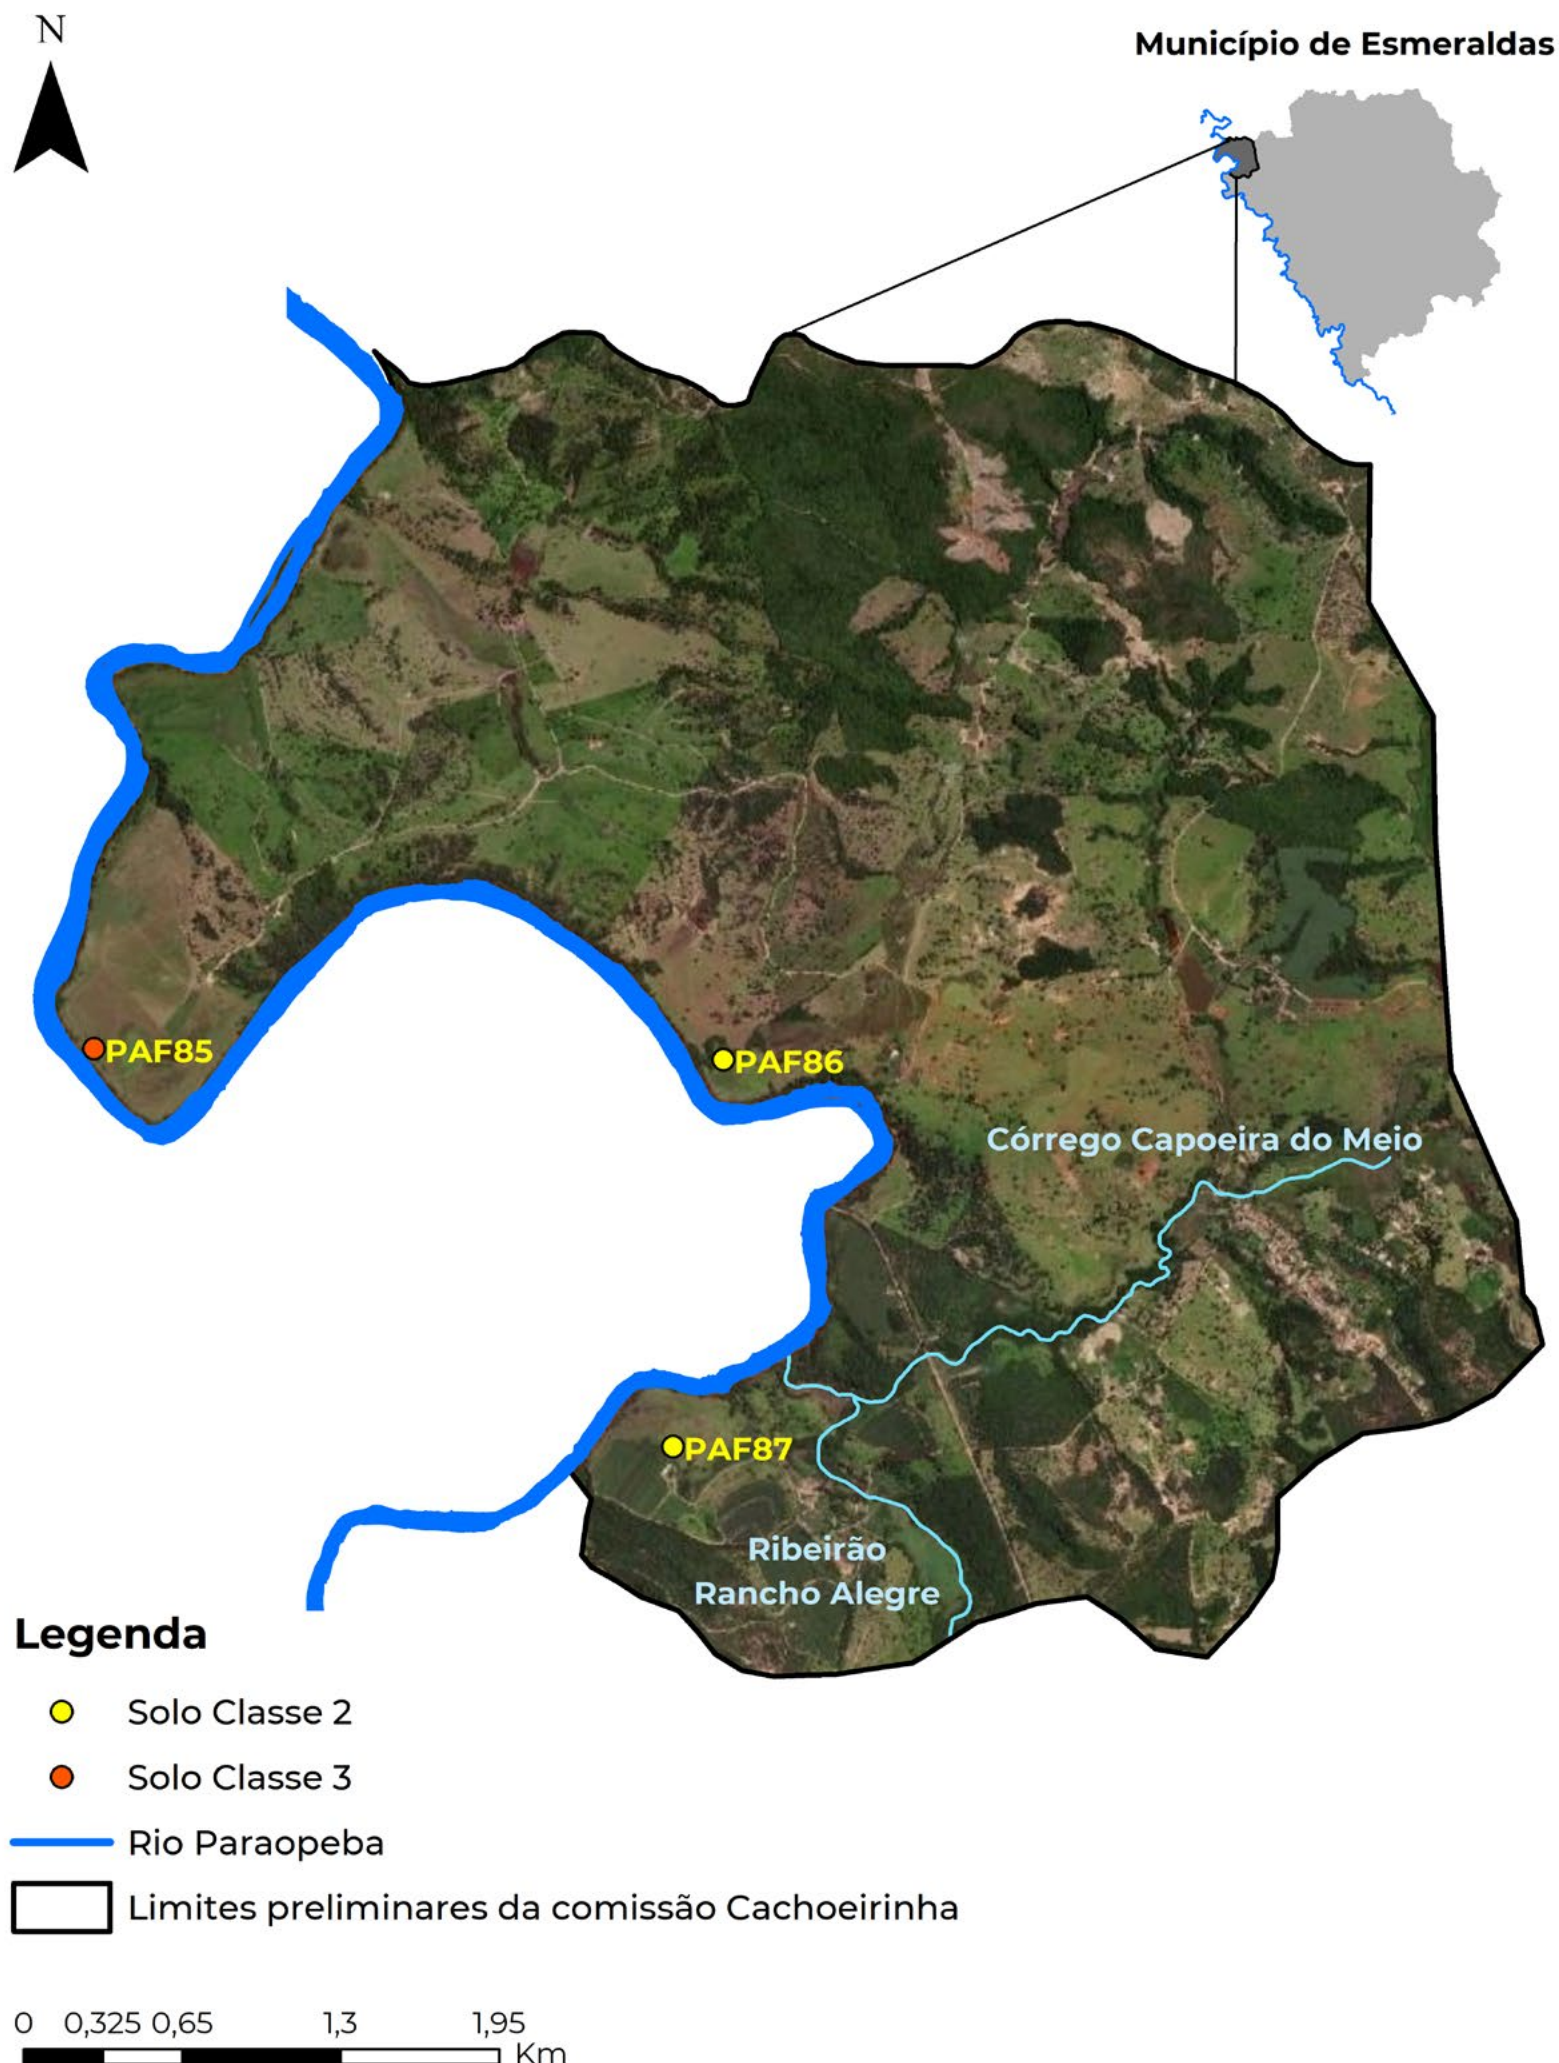 N
Município de Esmeraldas
PAF85
PAF86
Córrego Capoeira do Meio
PAF87
Ribeirão
Rancho Alegre
Legenda
Solo Classe 2
Solo Classe 3
Rio Paraopeba
Limites preliminares da comissão Cachoeirinha
0 0,325 0,65 1,3 1,95
Km